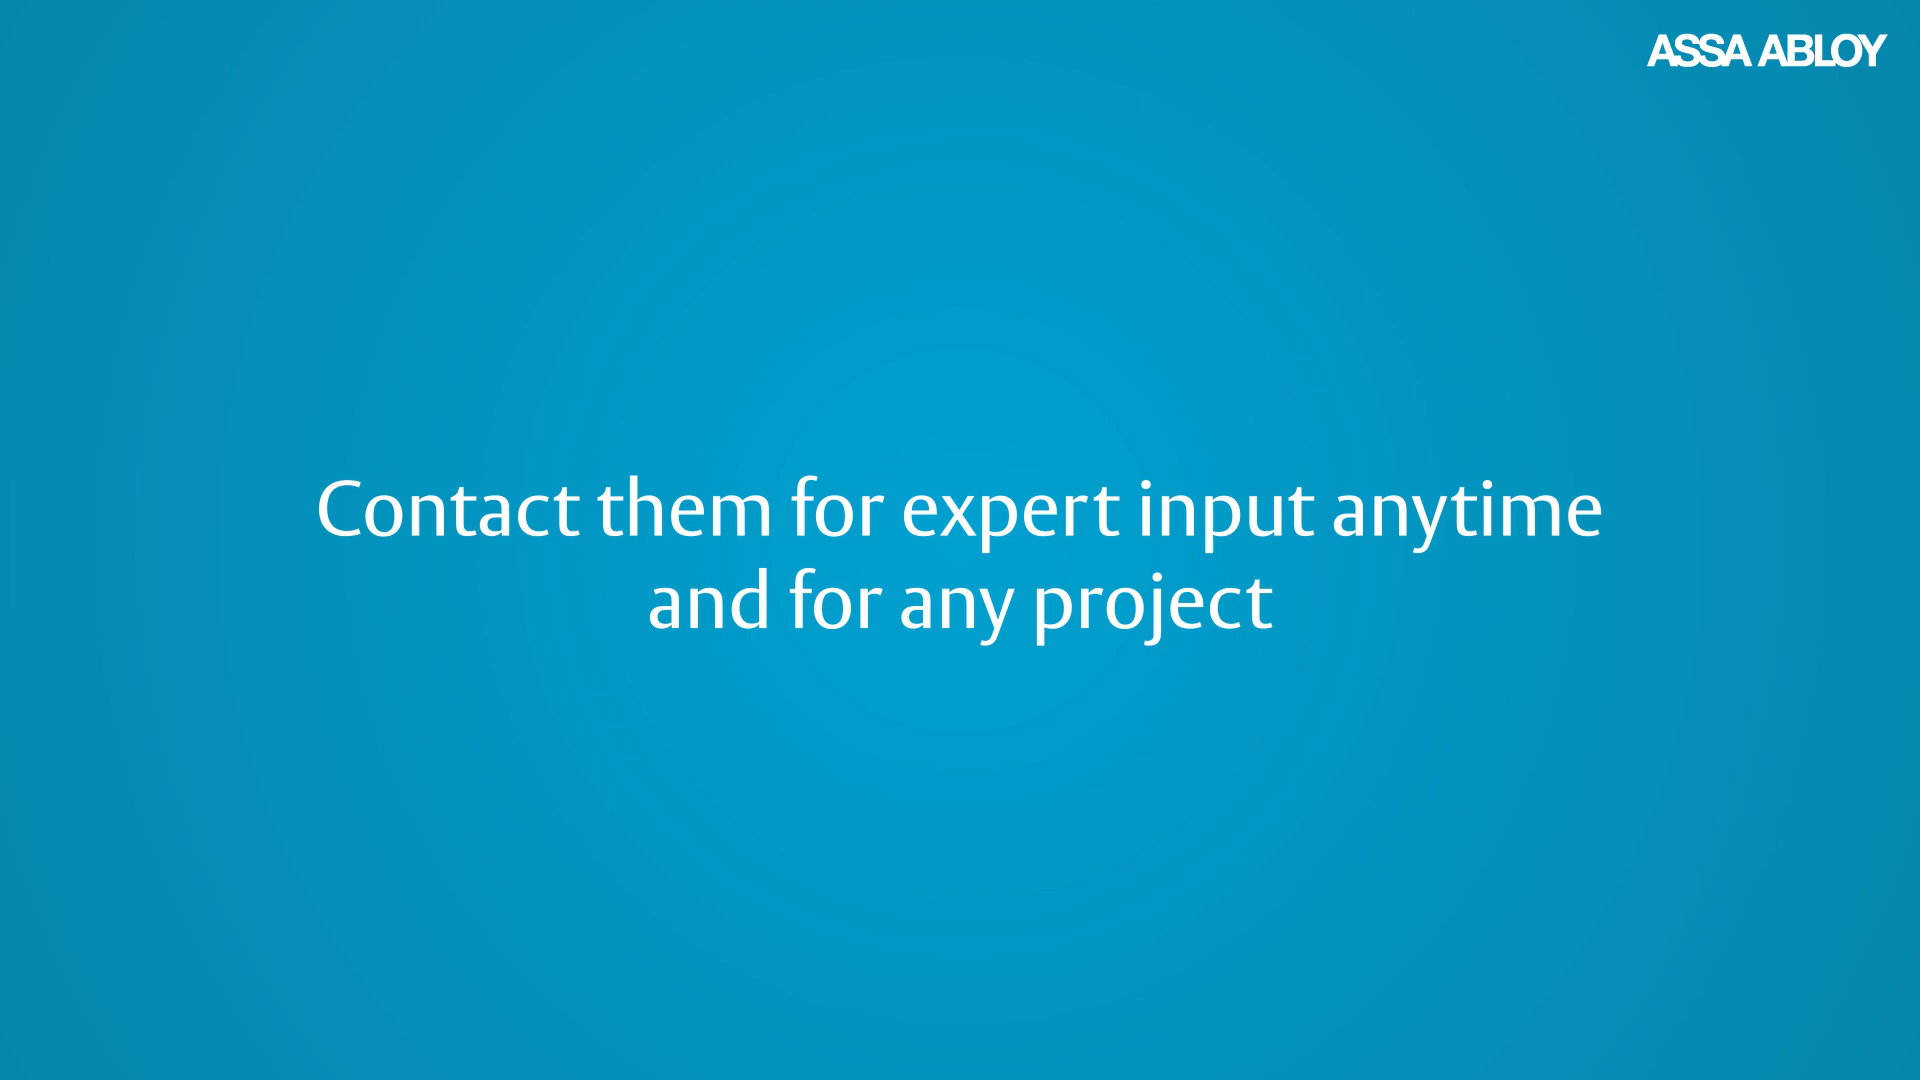 ASSA ABLOY
Contact them for expert input anytime
and for any project